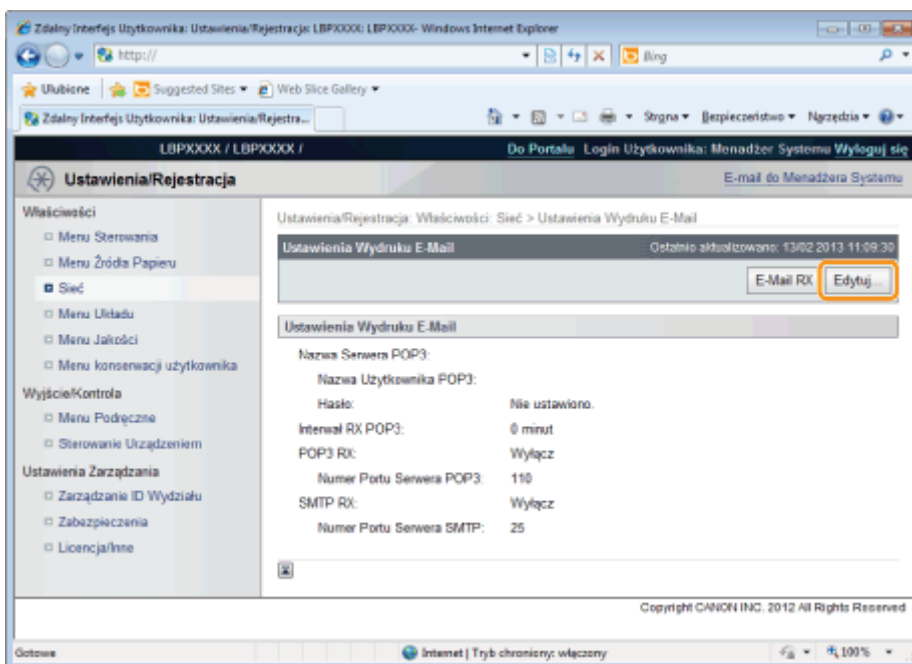 Zdalny Interfejs Użytkownika: Ustawienia/Rejestracja: LBPXXXX: LBPXXXX- Windows Internet Explorer
http://
Bing
Ulubione Suggested Sites Web Slice Gallery
Zdalny Interfejs Użytkownika: Ustawienia/Rejestra...
Strona Bezpieczeństwo Narzędzia
LBPXXXX / LBPXXXX /
Do Portalu Login Użytkownika: Menadżer Systemu Wyloguj się
Ustawienia/Rejestracja
E-mail do Menadżera Systemu
Właściwości
Menu Sterowania
Menu Źródła Papieru
Sieć
Menu Układu
Menu Jakości
Menu konserwacji użytkownika
Wyjście/Kontrola
Menu Podręczne
Sterowanie Urządzeniem
Ustawienia Zarządzania
Zarządzanie ID Wydziału
Zabezpieczenia
Licencja/Inne
Ustawienia/Rejestracja: Właściwości: Sieć > Ustawienia Wydruku E-Mail
Ustawienia Wydruku E-Mail
Ostatnio aktualizowano: 13/02 2013 11:09:30
E-Mail RX
Edytuj...
Ustawienia Wydruku E-Mail
Nazwa Serwera POP3:
Nazwa Użytkownika POP3:
Hasło: Nie ustawiono.
Interwał RX POP3: 0 minut
POP3 RX: Wyłącz
Numer Portu Serwera POP3: 110
SMTP RX: Wyłącz
Numer Portu Serwera SMTP: 25
Copyright CANON INC. 2012 All Rights Reserved
Gotowe
Internet | Tryb chroniony: włączony
100%